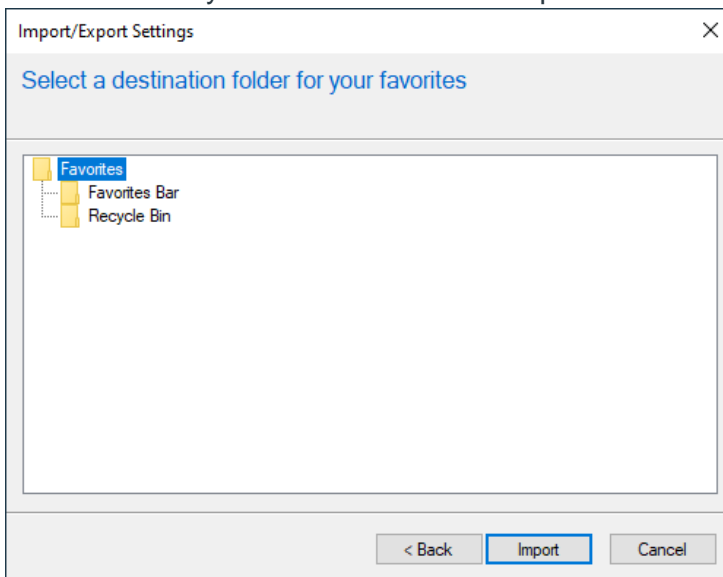 Import/Export Settings
Select a destination folder for your favorites
Favorites
Favorites Bar
Recycle Bin
< Back Import Cancel